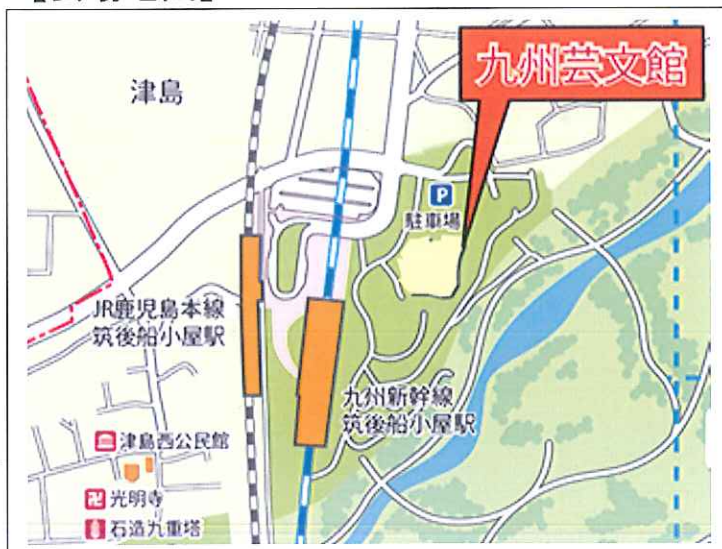 九州芸文館
津島
P
駐車場
JR鹿児島本線
筑後船小屋駅
九州新幹線
筑後船小屋駅
津島西公民館
卍 光明寺
石造九重塔